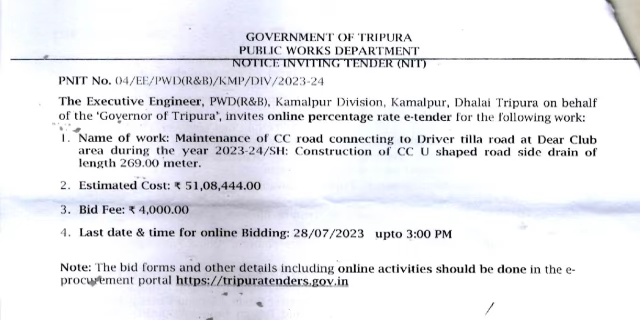 GOVERNMENT OF TRIPURA
PUBLIC WORKS DEPARTMENT
NOTICE INVITING TENDER (NIT)
PNIT No. 04/EE/PWD(R&B)/KMP/DIV/2023-24
The Executive Engineer, PWD(R&B), Kamalpur Division, Kamalpur, Dhalai Tripura on behalf
of the 'Governor of Tripura', invites online percentage rate e-tender for the following work:
1. Name of work: Maintenance of CC road connecting to Driver tilla road at Dear Club
area during the year 2023-24/SH: Construction of CC U shaped road side drain of
length 269.00 meter.
2. Estimated Cost: ₹ 51,08,444.00
3. Bid Fee: ₹ 4,000.00
4. Last date & time for online Bidding: 28/07/2023 upto 3:00 PM
Note: The bid forms and other details including online activities should be done in the e-
procurement portal https://tripuratenders.gov.in